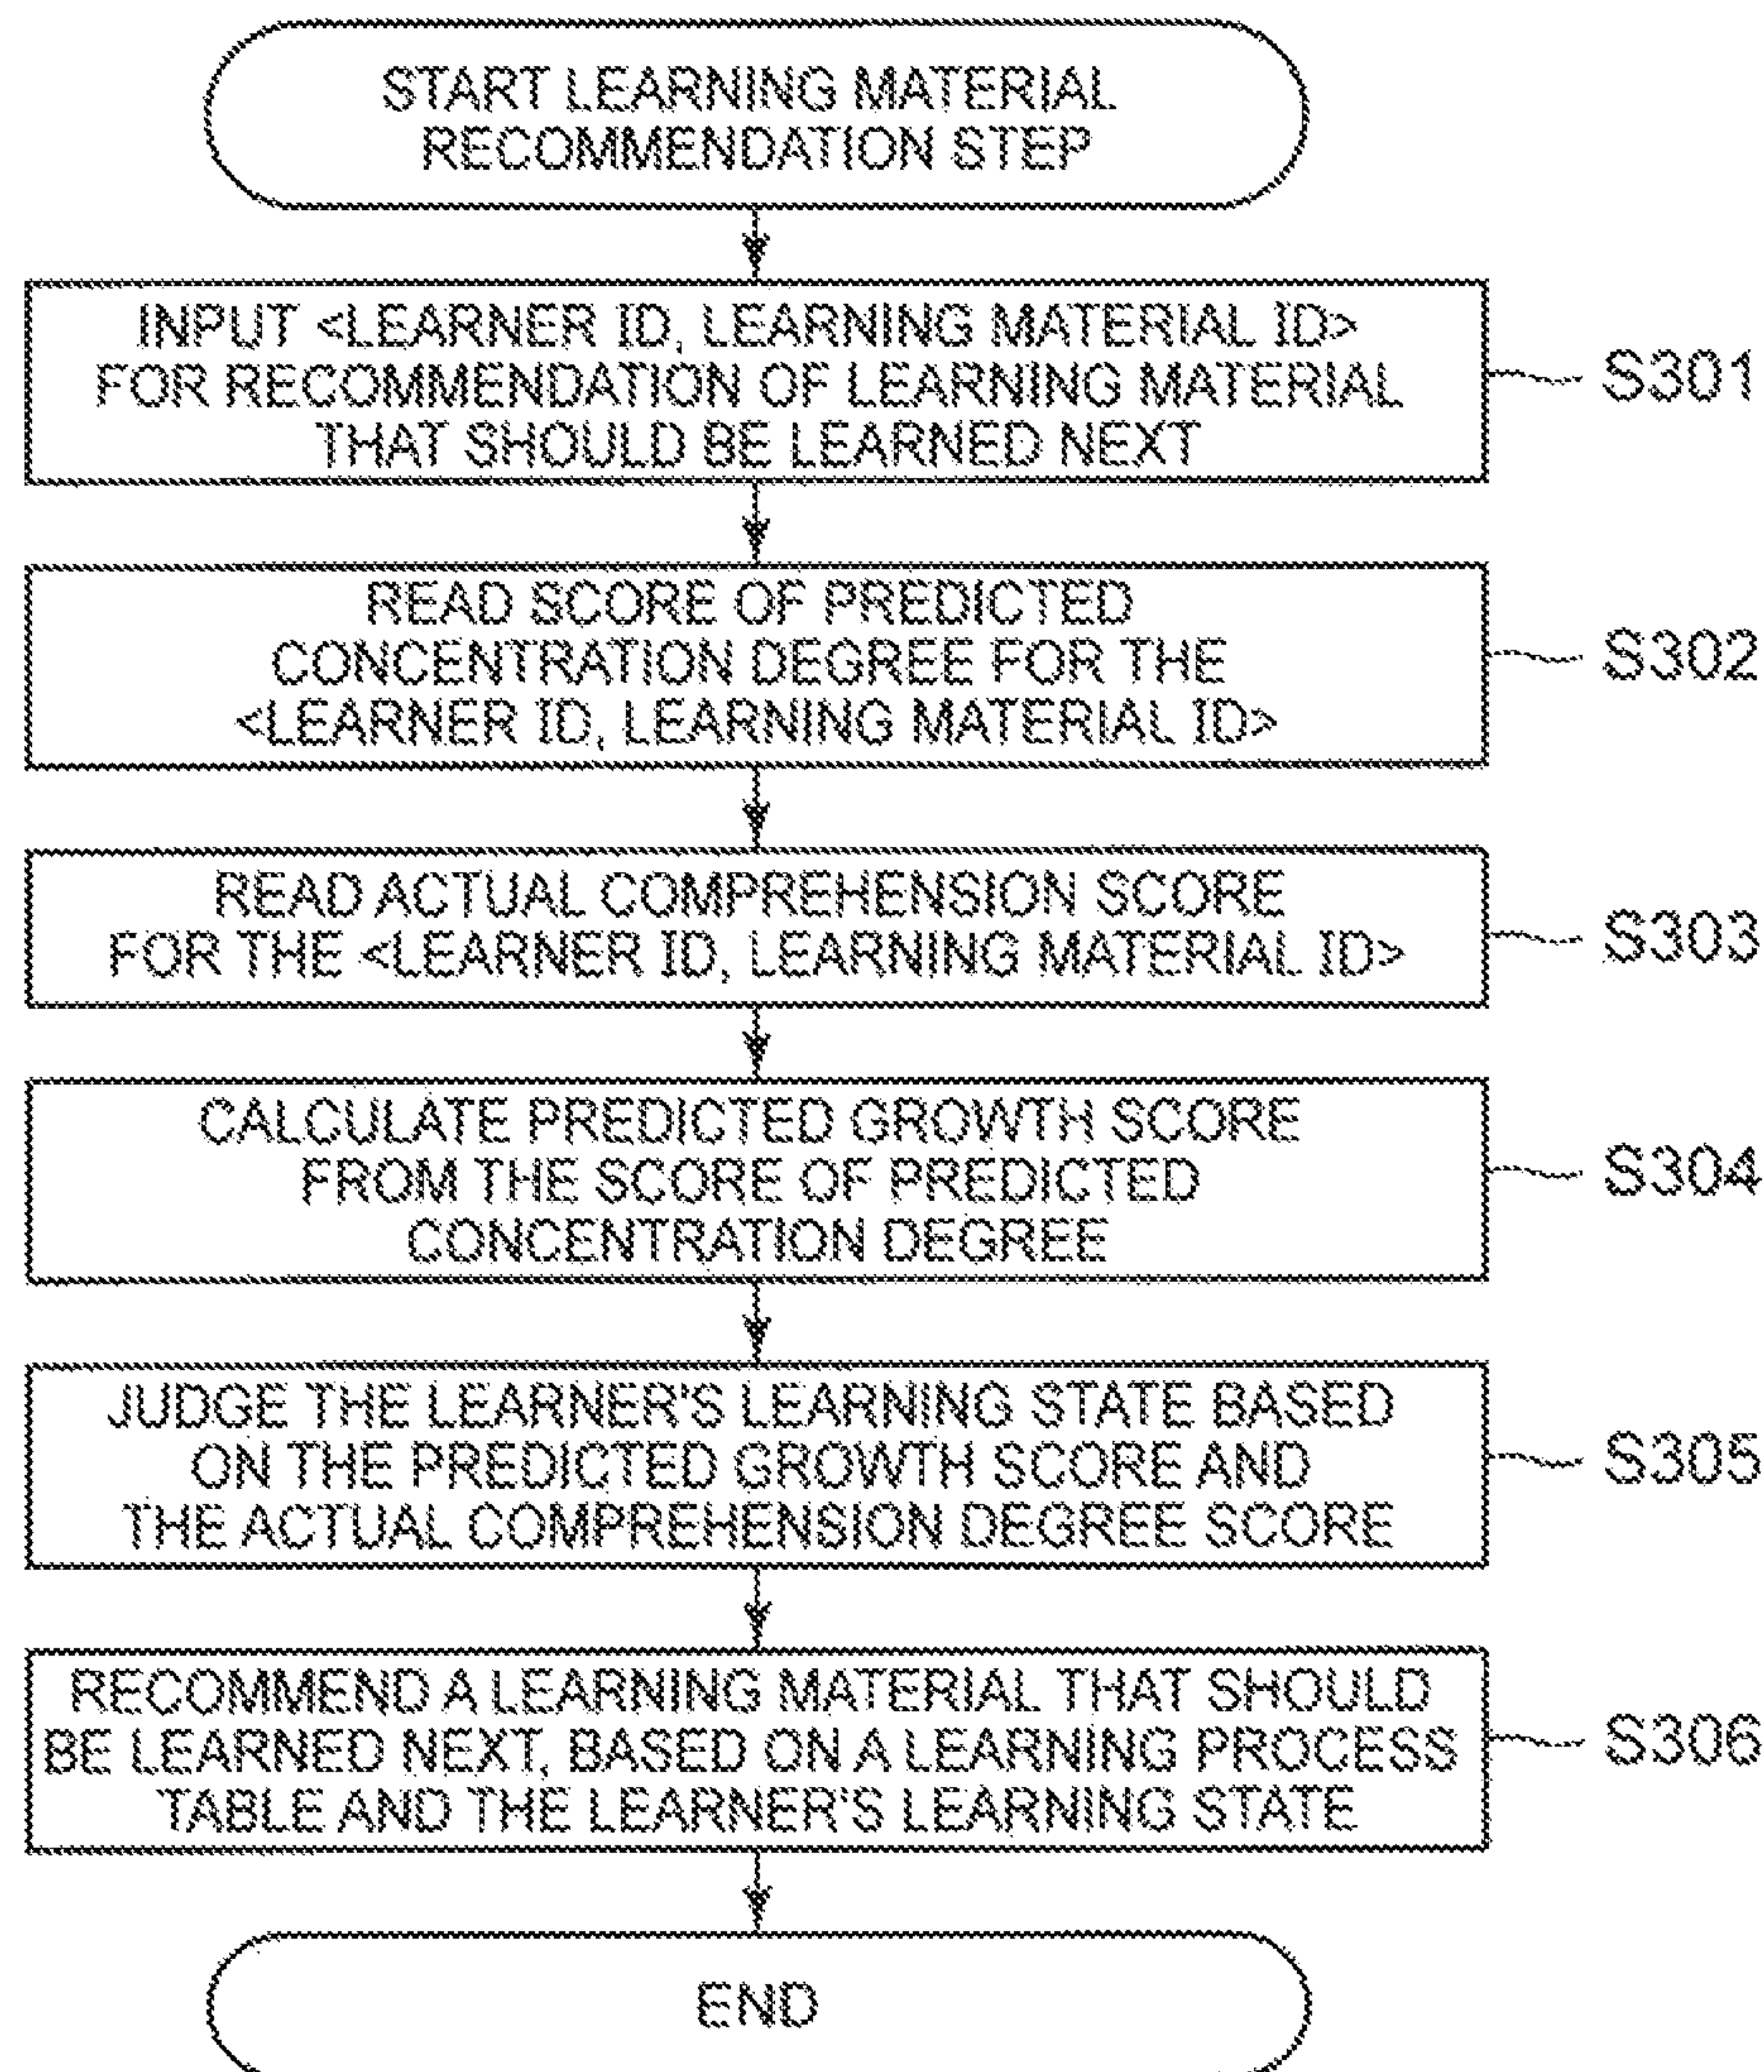 START LEARNING MATERIAL
RECOMMENDATION STEP
INPUT <LEARNER ID, LEARNING MATERIAL ID>
FOR RECOMMENDATION OF LEARNING MATERIAL
THAT SHOULD BE LEARNED NEXT
S301
READ SCORE OF PREDICTED
CONCENTRATION DEGREE FOR THE
<LEARNER ID, LEARNING MATERIAL ID>
S302
READ ACTUAL COMPREHENSION SCORE
FOR THE <LEARNER ID, LEARNING MATERIAL ID>
S303
CALCULATE PREDICTED GROWTH SCORE
FROM THE SCORE OF PREDICTED
CONCENTRATION DEGREE
S304
JUDGE THE LEARNER'S LEARNING STATE BASED
ON THE PREDICTED GROWTH SCORE AND
THE ACTUAL COMPREHENSION DEGREE SCORE
S305
RECOMMEND A LEARNING MATERIAL THAT SHOULD
BE LEARNED NEXT, BASED ON A LEARNING PROCESS
TABLE AND THE LEARNER'S LEARNING STATE
S306
END